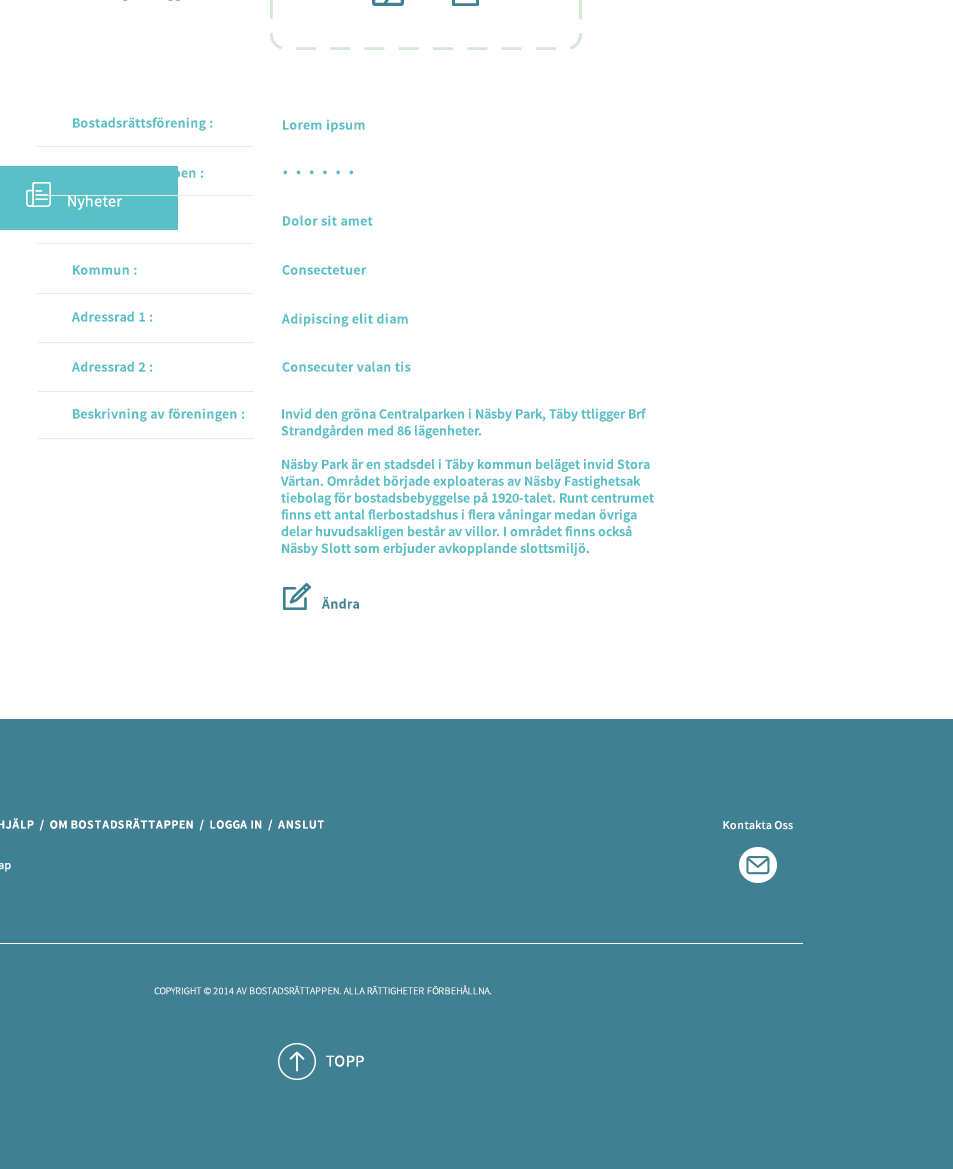 Bostadsrättsförening :
Lorem ipsum
en :
• • • • • •
Nyheter
Dolor sit amet
Kommun :
Consectetuer
Adressrad 1 :
Adipiscing elit diam
Adressrad 2 :
Consecuter valan tis
Beskrivning av föreningen :
Invid den gröna Centralparken i Näsby Park, Täby ttligger Brf
Strandgården med 86 lägenheter.
Näsby Park är en stadsdel i Täby kommun beläget invid Stora
Värtan. Området började exploateras av Näsby Fastighetsak
tiebolag för bostadsbebyggelse på 1920-talet. Runt centrumet
finns ett antal flerbostadshus i flera våningar medan övriga
delar huvudsakligen består av villor. I området finns också
Näsby Slott som erbjuder avkopplande slottsmiljö.
Ändra
HJÄLP / OM BOSTADSRÄTTAPPEN / LOGGA IN / ANSLUT
Kontakta Oss
ap
COPYRIGHT © 2014 AV BOSTADSRÄTTAPPEN. ALLA RÄTTIGHETER FÖRBEHÅLLNA.
TOPP